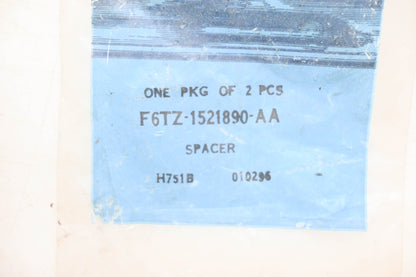 ONE PKG OF 2 PCS
F6TZ-1521890-AA
SPACER
H751B 010296